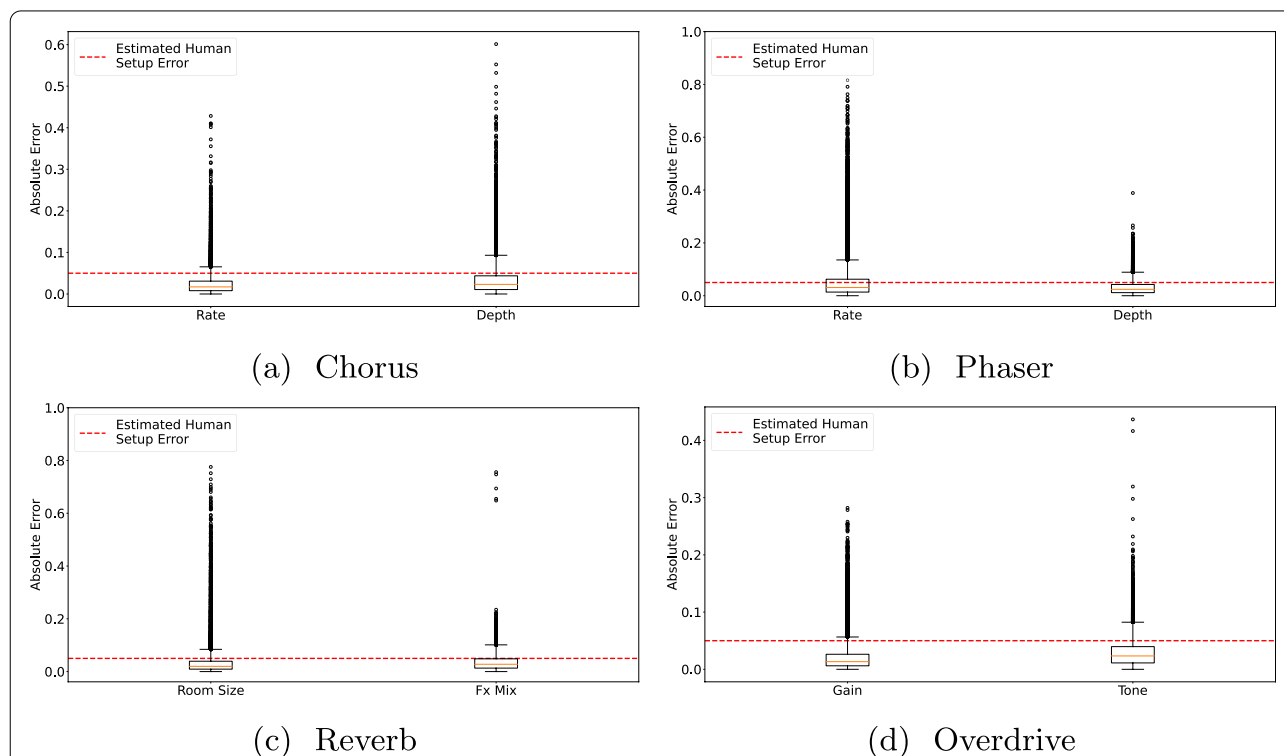 Estimated Human
Setup Error
0.6
0.5
0.4
0.3
0.2
0.1
0.0
Absolute Error
Rate
Depth
(a) Chorus
Estimated Human
Setup Error
1.0
0.8
0.6
0.4
0.2
0.0
Absolute Error
Rate
Depth
(b) Phaser
Estimated Human
Setup Error
1.0
0.8
0.6
0.4
0.2
0.0
Absolute Error
Room Size
Fx Mix
(c) Reverb
Estimated Human
Setup Error
0.4
0.3
0.2
0.1
0.0
Absolute Error
Gain
Tone
(d) Overdrive